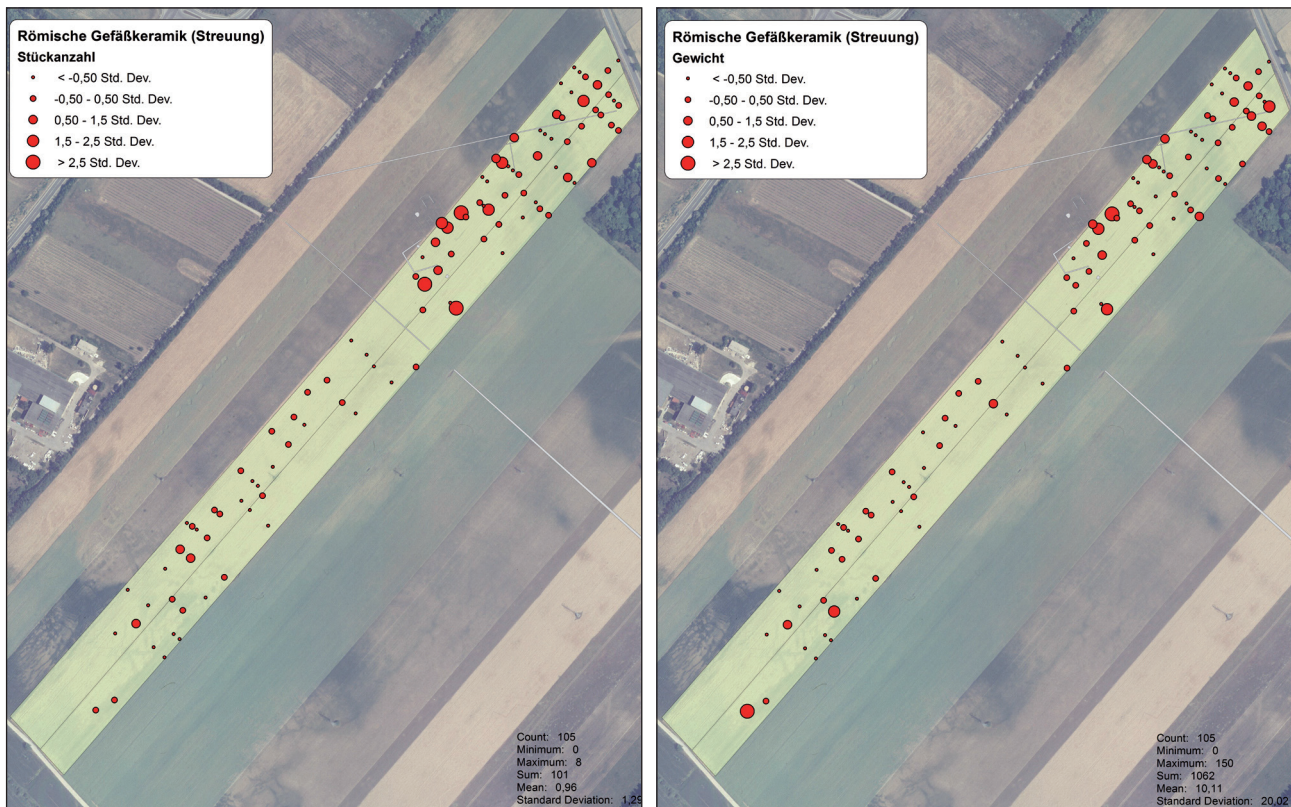 Römische Gefäßkeramik (Streuung)
Stückanzahl
< -0,50 Std. Dev.
-0,50 - 0,50 Std. Dev.
0,50 - 1,5 Std. Dev.
1,5 - 2,5 Std. Dev.
> 2,5 Std. Dev.
Count: 105
Minimum: 0
Maximum: 8
Sum: 101
Mean: 0,96
Standard Deviation: 1,29
Römische Gefäßkeramik (Streuung)
Gewicht
< -0,50 Std. Dev.
-0,50 - 0,50 Std. Dev.
0,50 - 1,5 Std. Dev.
1,5 - 2,5 Std. Dev.
> 2,5 Std. Dev.
Count: 105
Minimum: 0
Maximum: 150
Sum: 1062
Mean: 10,11
Standard Deviation: 20,02